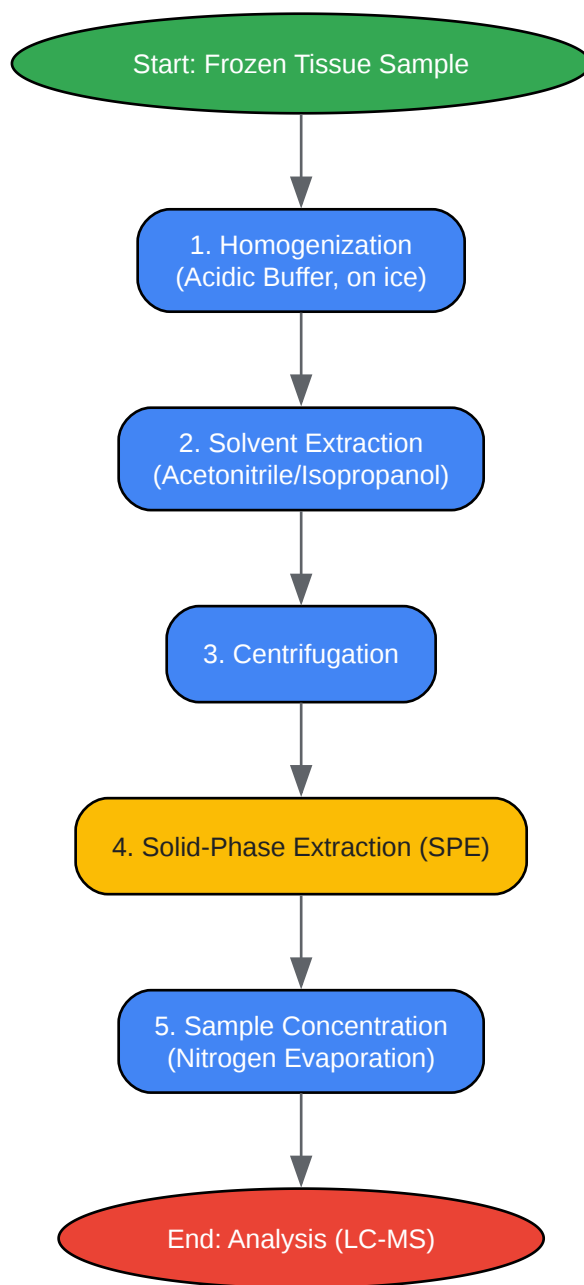 Start: Frozen Tissue Sample
1. Homogenization
(Acidic Buffer, on ice)
2. Solvent Extraction
(Acetonitrile/Isopropanol)
3. Centrifugation
4. Solid-Phase Extraction (SPE)
5. Sample Concentration
(Nitrogen Evaporation)
End: Analysis (LC-MS)